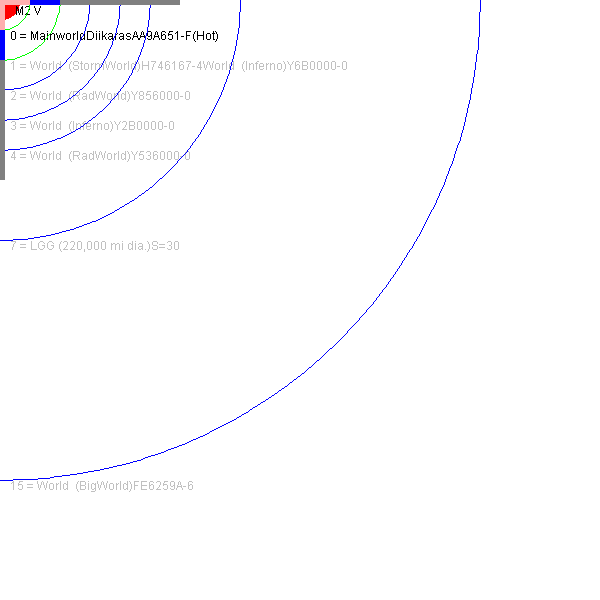 M2 V
0 = MainworldDiikarasAA9A651-F(Hot)
1 = World  (StormWorld)H746167-4World  (Inferno)Y6B0000-0
2 = World  (RadWorld)Y856000-0
3 = World  (Inferno)Y2B0000-0
4 = World  (RadWorld)Y536000-0
7 = LGG (220,000 mi dia.)S=30
15 = World  (BigWorld)FE6259A-6